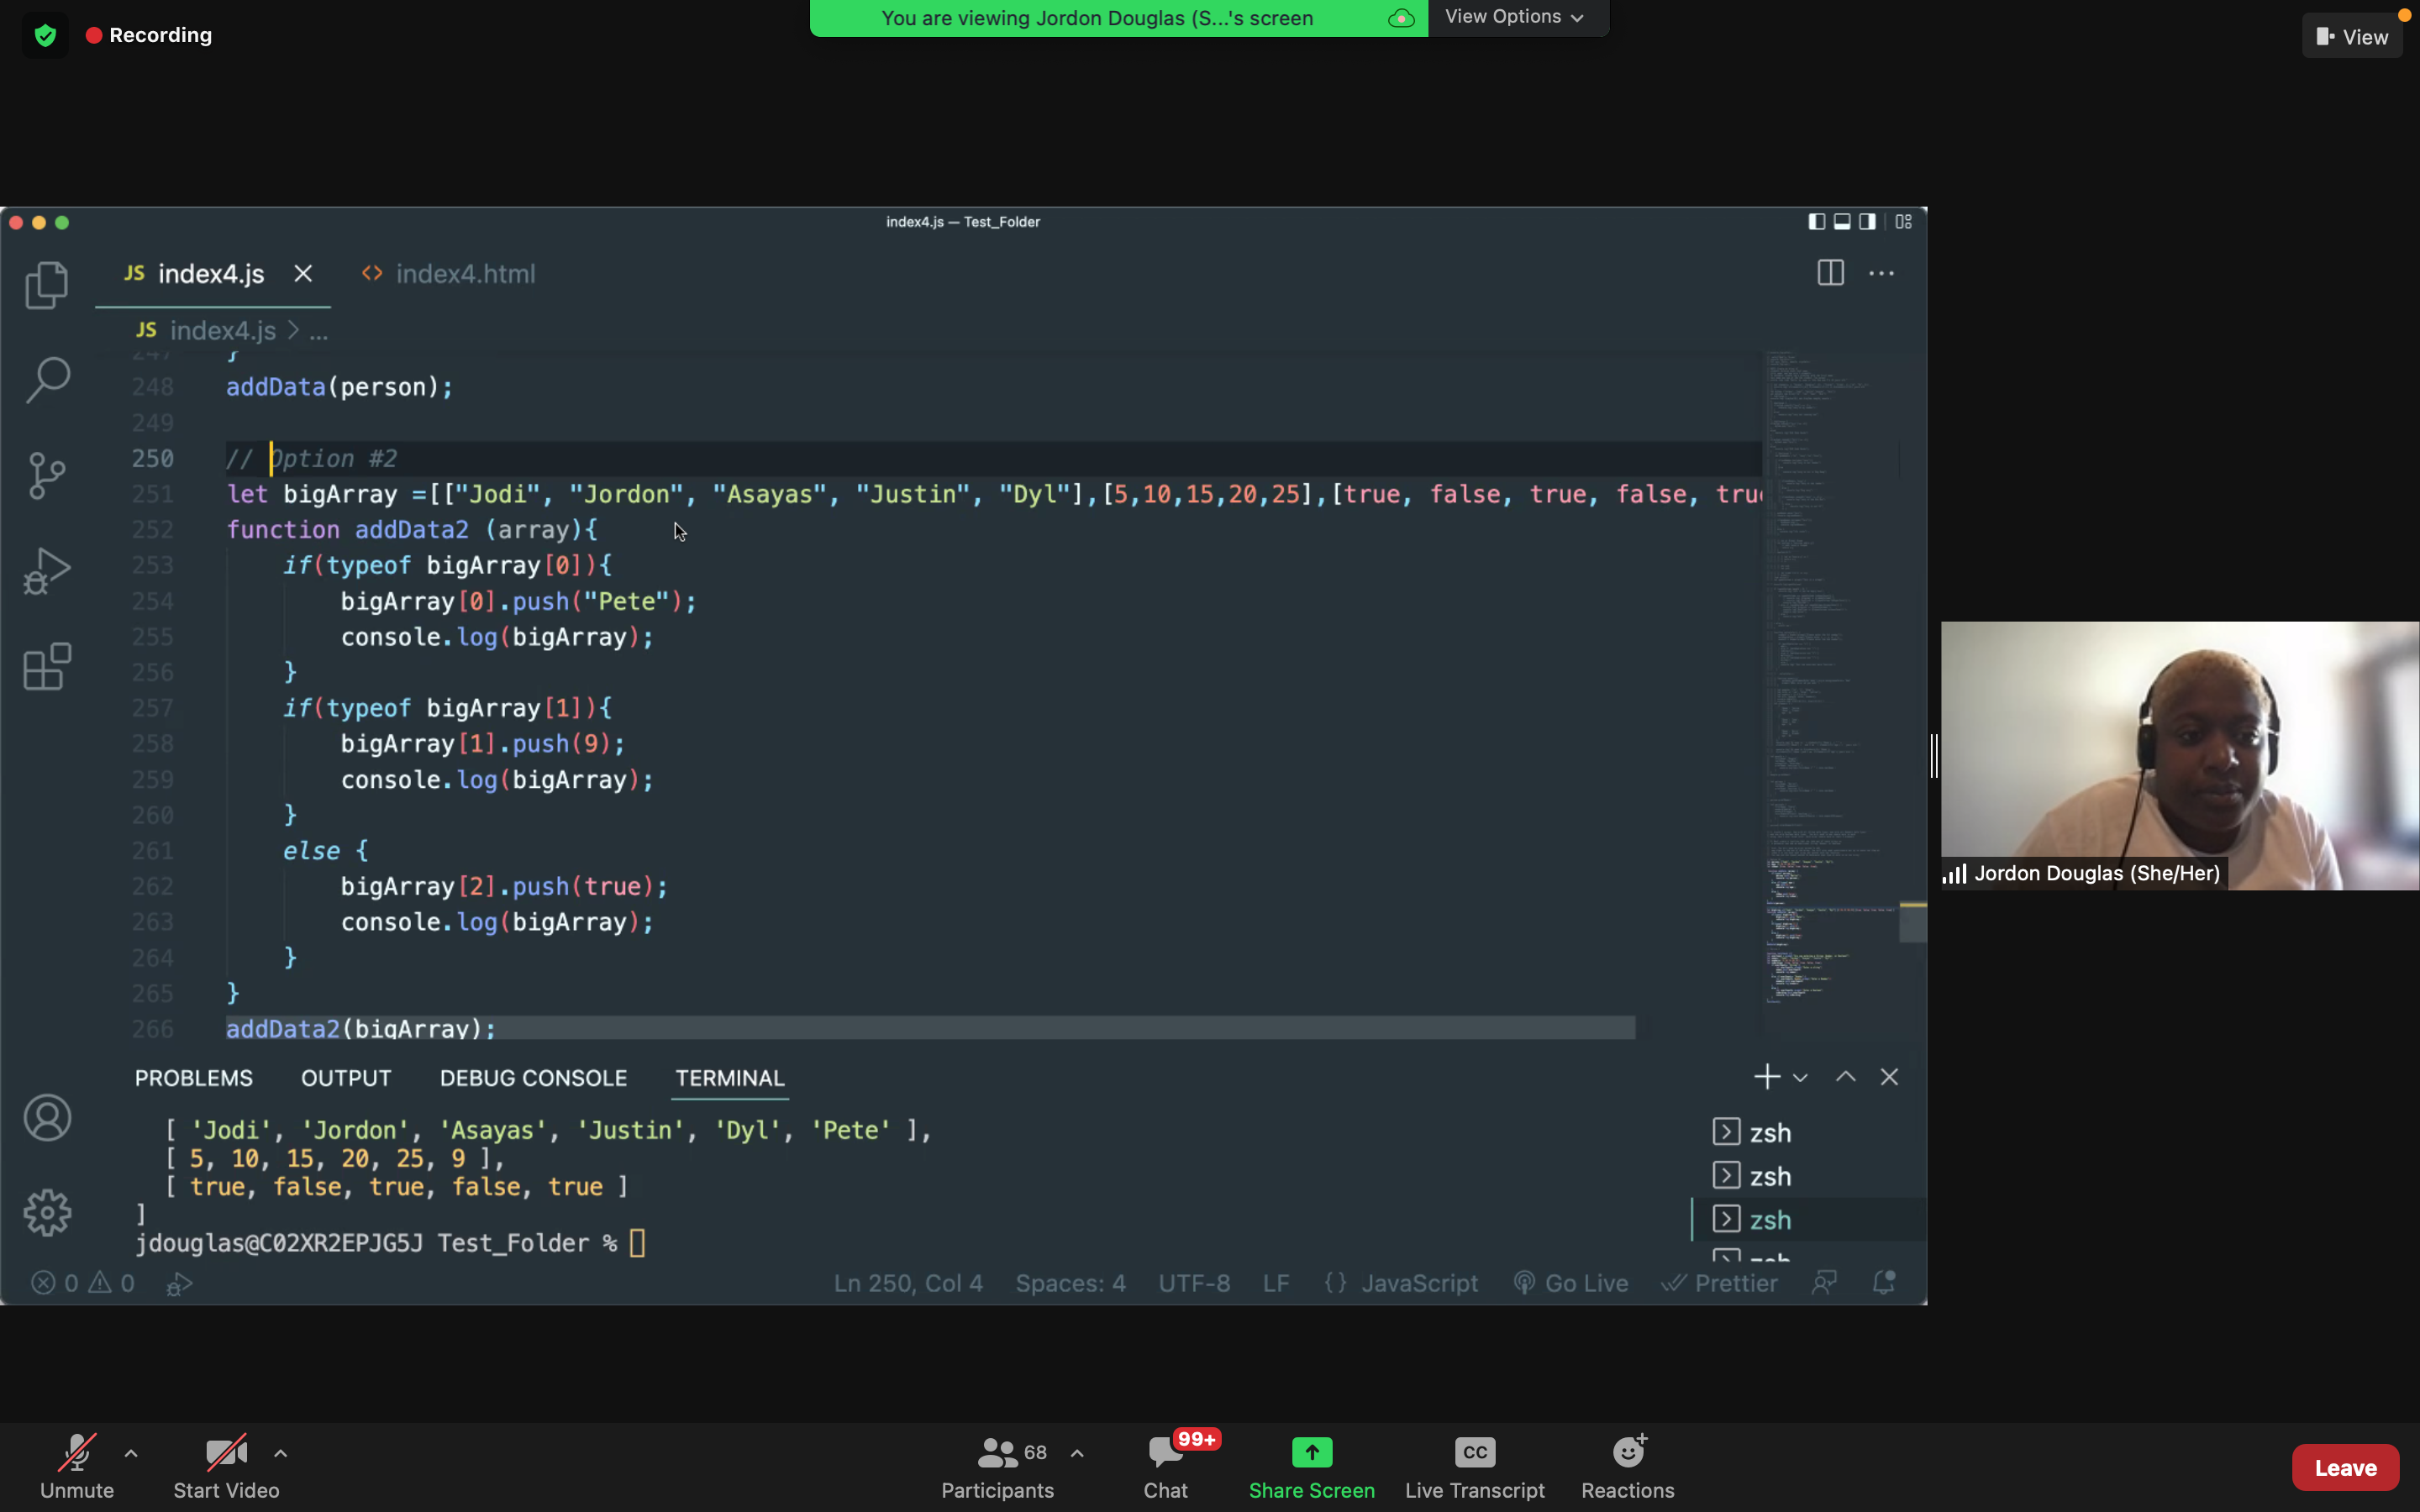 Recording
You are viewing Jordon Douglas (S...'s screen
View Options
View
index4.js — Test_Folder
JS index4.js
<> index4.html
JS index4.js > ...
247 }
248 addData(person);
249
250 // Option #2
251 let bigArray =[["Jodi", "Jordon", "Asayas", "Justin", "Dyl"],[5,10,15,20,25],[true, false, true, false, tru
252 function addData2 (array){
253 if(typeof bigArray[0]){
254 bigArray[0].push("Pete");
255 console.log(bigArray);
256 }
257 if(typeof bigArray[1]){
258 bigArray[1].push(9);
259 console.log(bigArray);
260 }
261 else {
262 bigArray[2].push(true);
263 console.log(bigArray);
264 }
265 }
266 addData2(bigArray);
PROBLEMS OUTPUT DEBUG CONSOLE TERMINAL
[ 'Jodi', 'Jordon', 'Asayas', 'Justin', 'Dyl', 'Pete' ],
[ 5, 10, 15, 20, 25, 9 ],
[ true, false, true, false, true ]
]
jdouglas@C02XR2EPJG5J Test_Folder %
zsh
zsh
zsh
zsh
0 0
Ln 250, Col 4 Spaces: 4 UTF-8 LF {} JavaScript Go Live Prettier
Jordon Douglas (She/Her)
Unmute
Start Video
68
Participants
99+
Chat
Share Screen
CC
Live Transcript
Reactions
Leave